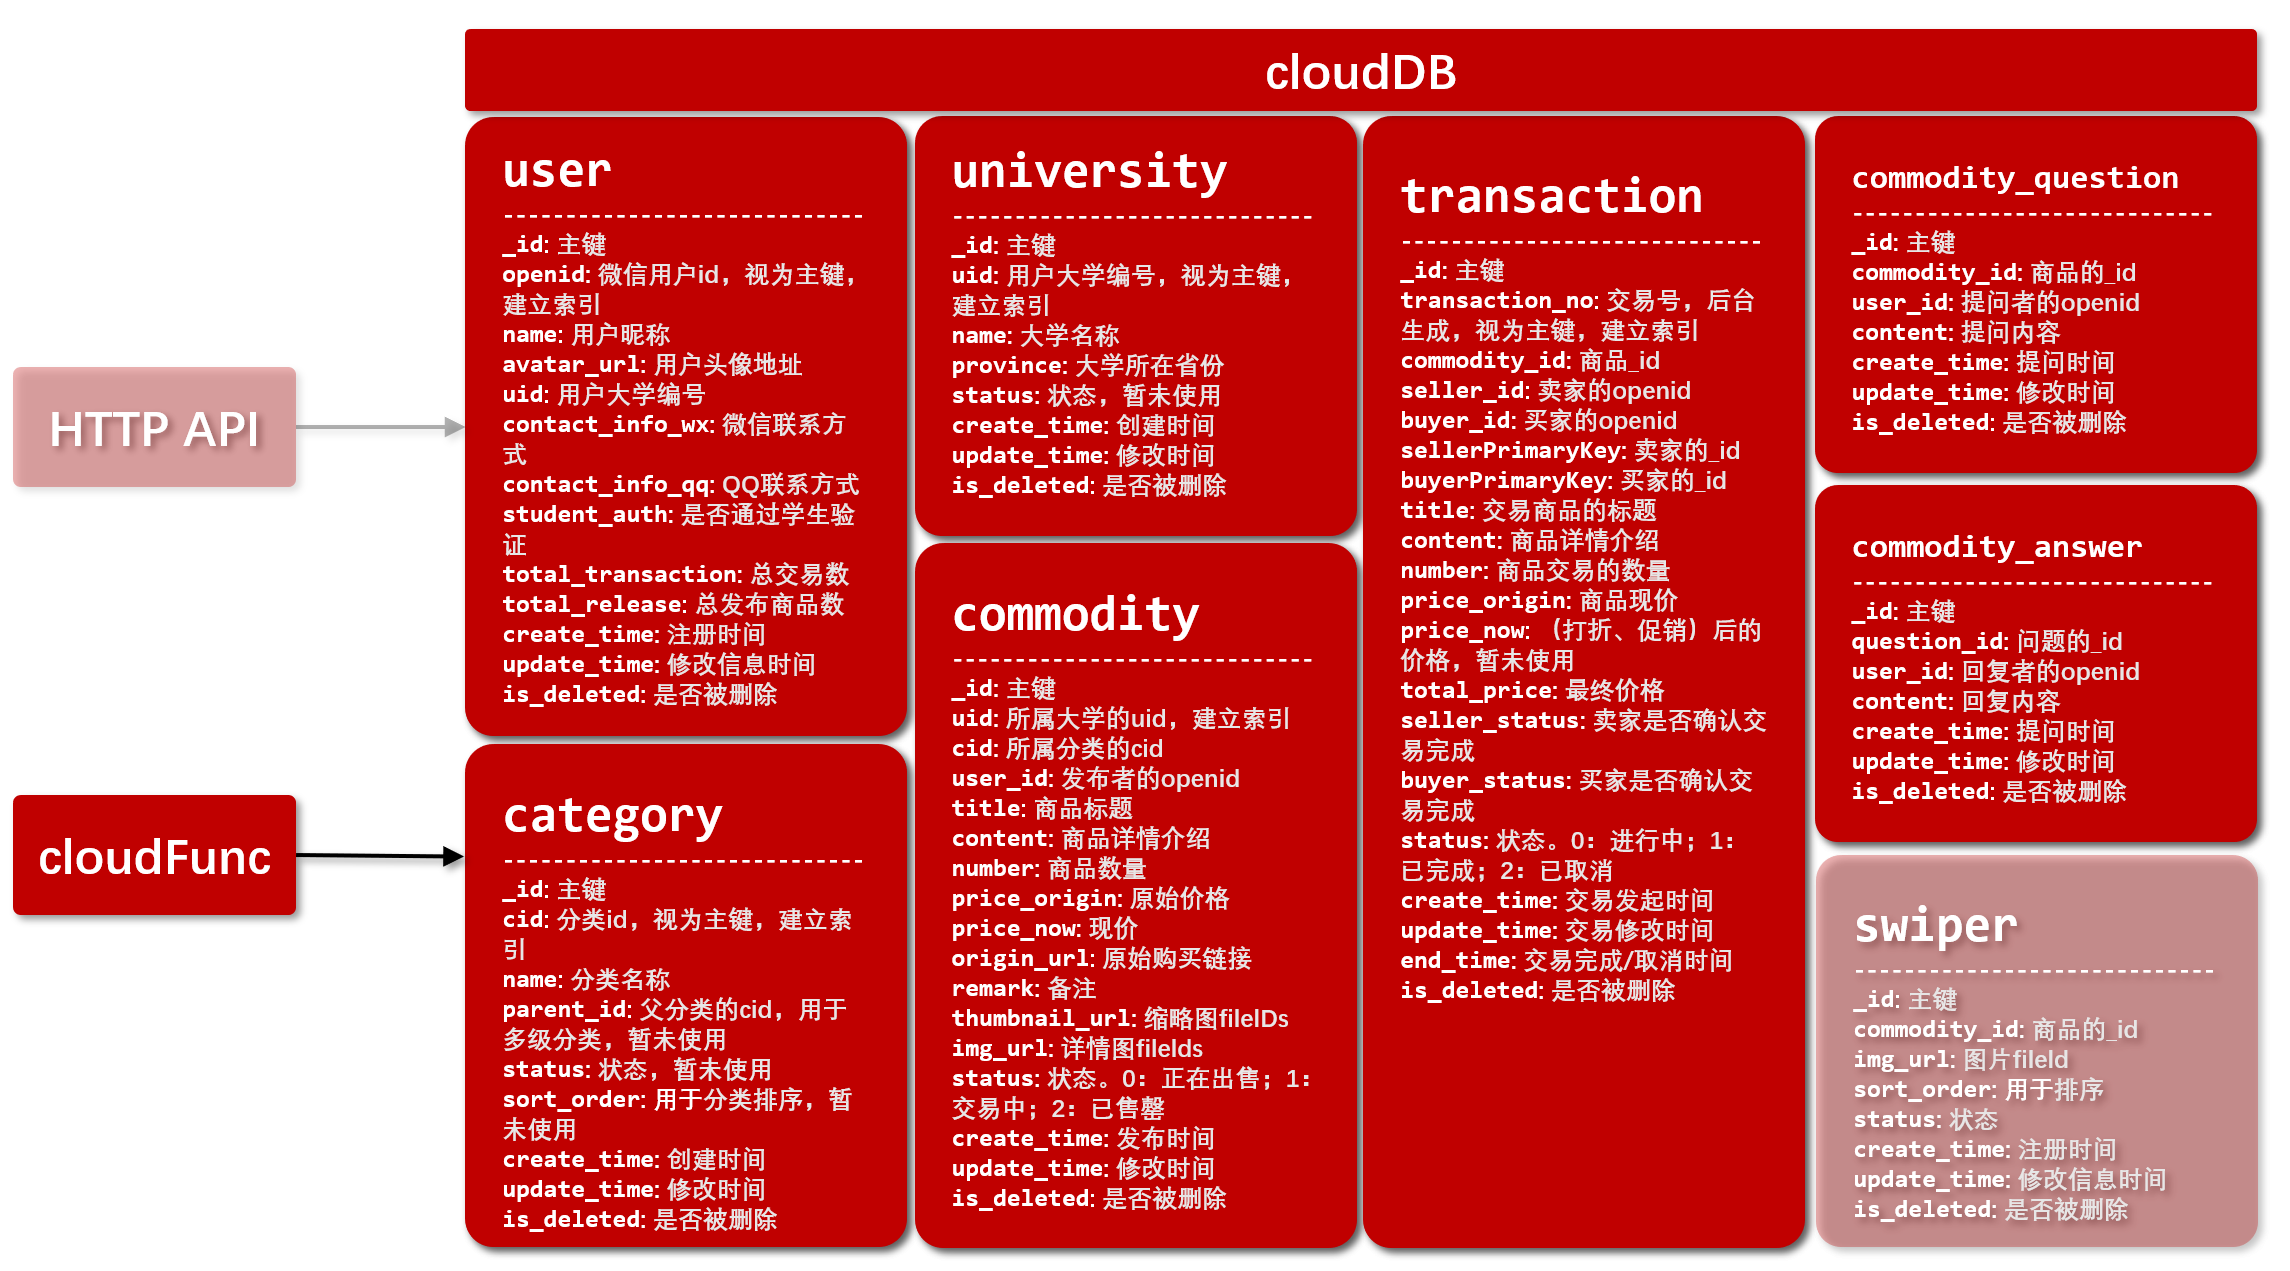 cloudDB
HTTP API
cloudFunc
user
-----------------------------
_id: 主键
openid: 微信用户id，视为主键，
建立索引
name: 用户昵称
avatar_url: 用户头像地址
uid: 用户大学编号
contact_info_wx: 微信联系方
式
contact_info_qq: QQ联系方式
student_auth: 是否通过学生验
证
total_transaction: 总交易数
total_release: 总发布商品数
create_time: 注册时间
update_time: 修改信息时间
is_deleted: 是否被删除
category
-----------------------------
_id: 主键
cid: 分类id，视为主键，建立索
引
name: 分类名称
parent_id: 父分类的cid，用于
多级分类，暂未使用
status: 状态，暂未使用
sort_order: 用于分类排序，暂
未使用
create_time: 创建时间
update_time: 修改时间
is_deleted: 是否被删除
university
-----------------------------
_id: 主键
uid: 用户大学编号，视为主键，
建立索引
name: 大学名称
province: 大学所在省份
status: 状态，暂未使用
create_time: 创建时间
update_time: 修改时间
is_deleted: 是否被删除
commodity
-----------------------------
_id: 主键
uid: 所属大学的uid，建立索引
cid: 所属分类的cid
user_id: 发布者的openid
title: 商品标题
content: 商品详情介绍
number: 商品数量
price_origin: 原始价格
price_now: 现价
origin_url: 原始购买链接
remark: 备注
thumbnail_url: 缩略图fileIDs
img_url: 详情图fileIds
status: 状态。0：正在出售；1：
交易中；2：已售罄
create_time: 发布时间
update_time: 修改时间
is_deleted: 是否被删除
transaction
-----------------------------
_id: 主键
transaction_no: 交易号，后台
生成，视为主键，建立索引
commodity_id: 商品_id
seller_id: 卖家的openid
buyer_id: 买家的openid
sellerPrimaryKey: 卖家的_id
buyerPrimaryKey: 买家的_id
title: 交易商品的标题
content: 商品详情介绍
number: 商品交易的数量
price_origin: 商品现价
price_now: （打折、促销）后的
价格，暂未使用
total_price: 最终价格
seller_status: 卖家是否确认交
易完成
buyer_status: 买家是否确认交
易完成
status: 状态。0：进行中；1：
已完成；2：已取消
create_time: 交易发起时间
update_time: 交易修改时间
end_time: 交易完成/取消时间
is_deleted: 是否被删除
commodity_question
-----------------------------
_id: 主键
commodity_id: 商品的_id
user_id: 提问者的openid
content: 提问内容
create_time: 提问时间
update_time: 修改时间
is_deleted: 是否被删除
commodity_answer
-----------------------------
_id: 主键
question_id: 问题的_id
user_id: 回复者的openid
content: 回复内容
create_time: 提问时间
update_time: 修改时间
is_deleted: 是否被删除
swiper
-----------------------------
_id: 主键
commodity_id: 商品的_id
img_url: 图片fileId
sort_order: 用于排序
status: 状态
create_time: 注册时间
update_time: 修改信息时间
is_deleted: 是否被删除